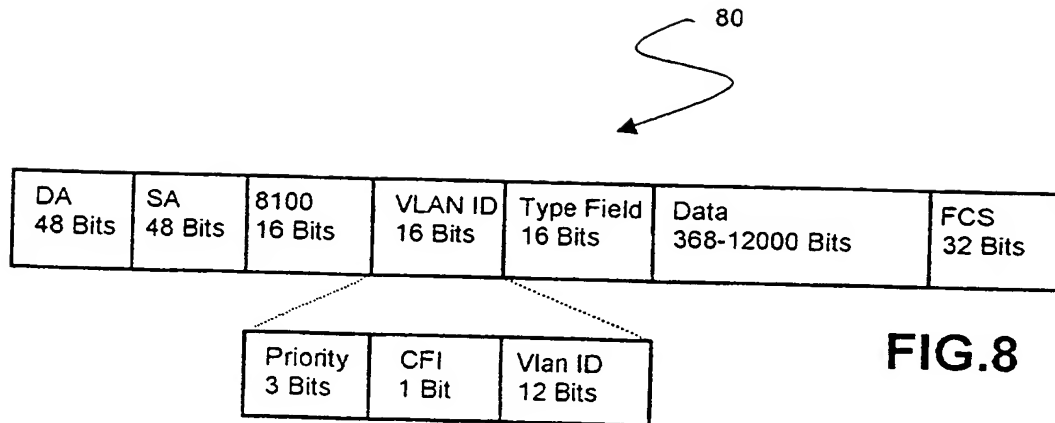 80
DA
48 Bits
SA
48 Bits
8100
16 Bits
VLAN ID
16 Bits
Type Field
16 Bits
Data
368-12000 Bits
FCS
32 Bits
Priority
3 Bits
CFI
1 Bit
Vlan ID
12 Bits
FIG.8